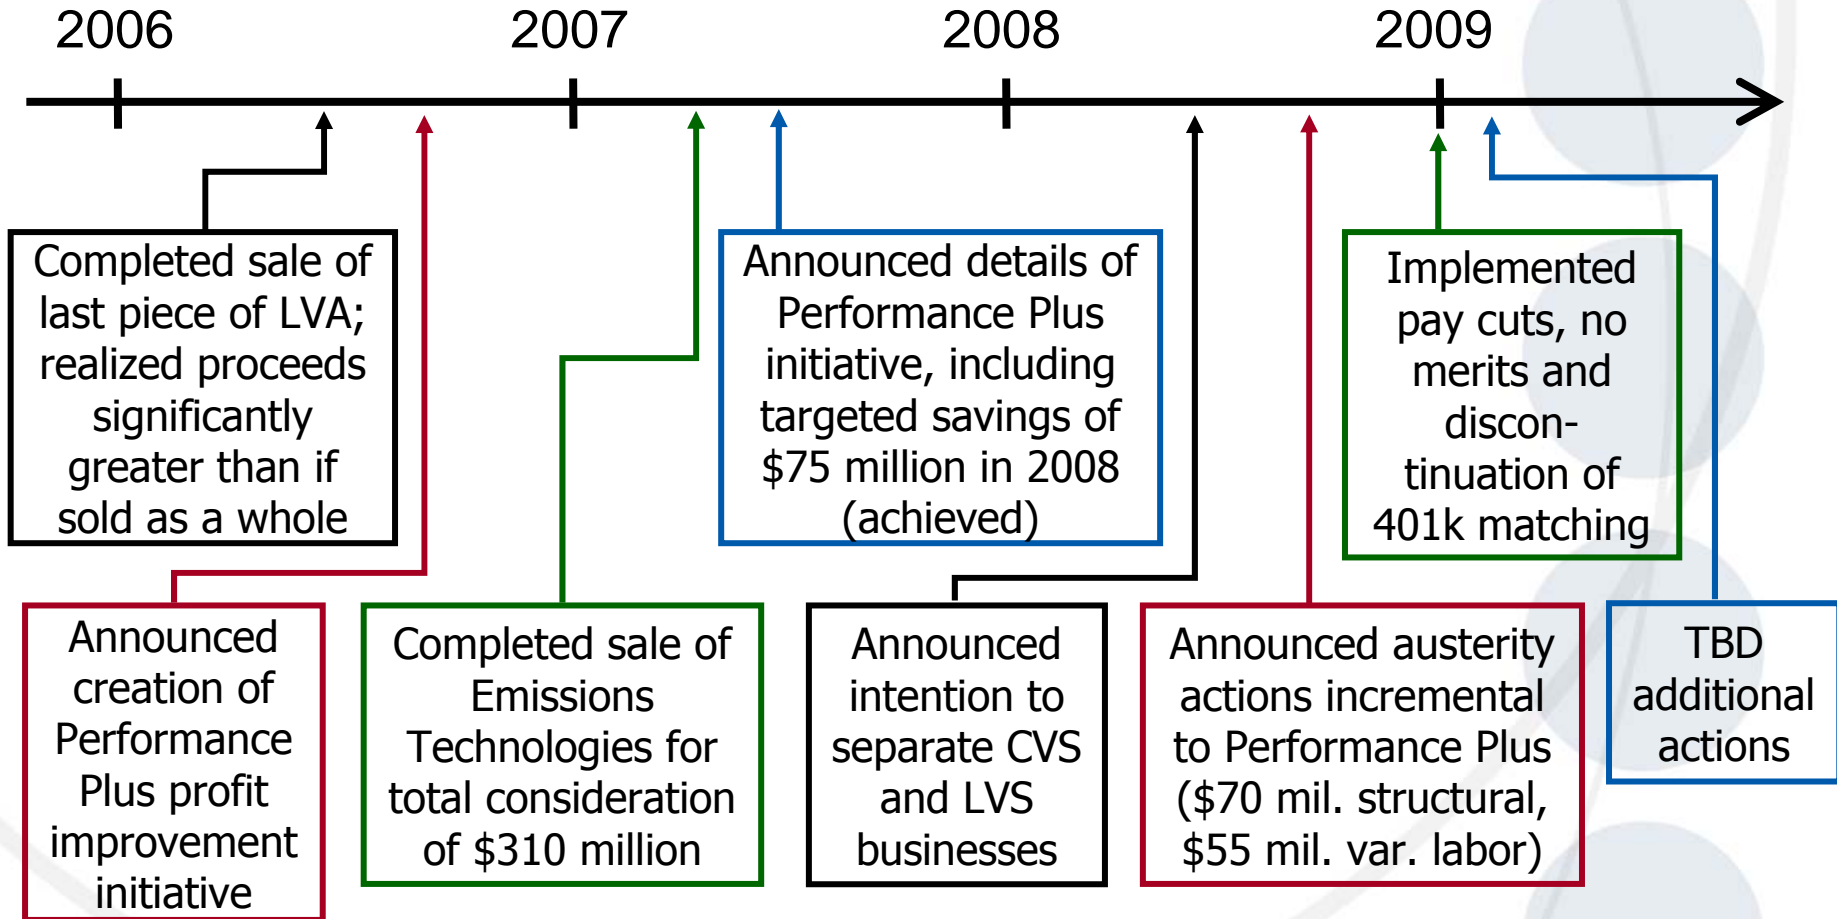 2006
2007
2008
2009
Completed sale of
last piece of LVA;
realized proceeds
significantly
greater than if
sold as a whole
Announced details of
Performance Plus
initiative, including
targeted savings of
$75 million in 2008
(achieved)
Implemented
pay cuts, no
merits and
discon-
tinuation of
401k matching
Announced
creation of
Performance
Plus profit
improvement
initiative
Completed sale of
Emissions
Technologies for
total consideration
of $310 million
Announced
intention to
separate CVS
and LVS
businesses
Announced austerity
actions incremental
to Performance Plus
($70 mil. structural,
$55 mil. var. labor)
TBD
additional
actions